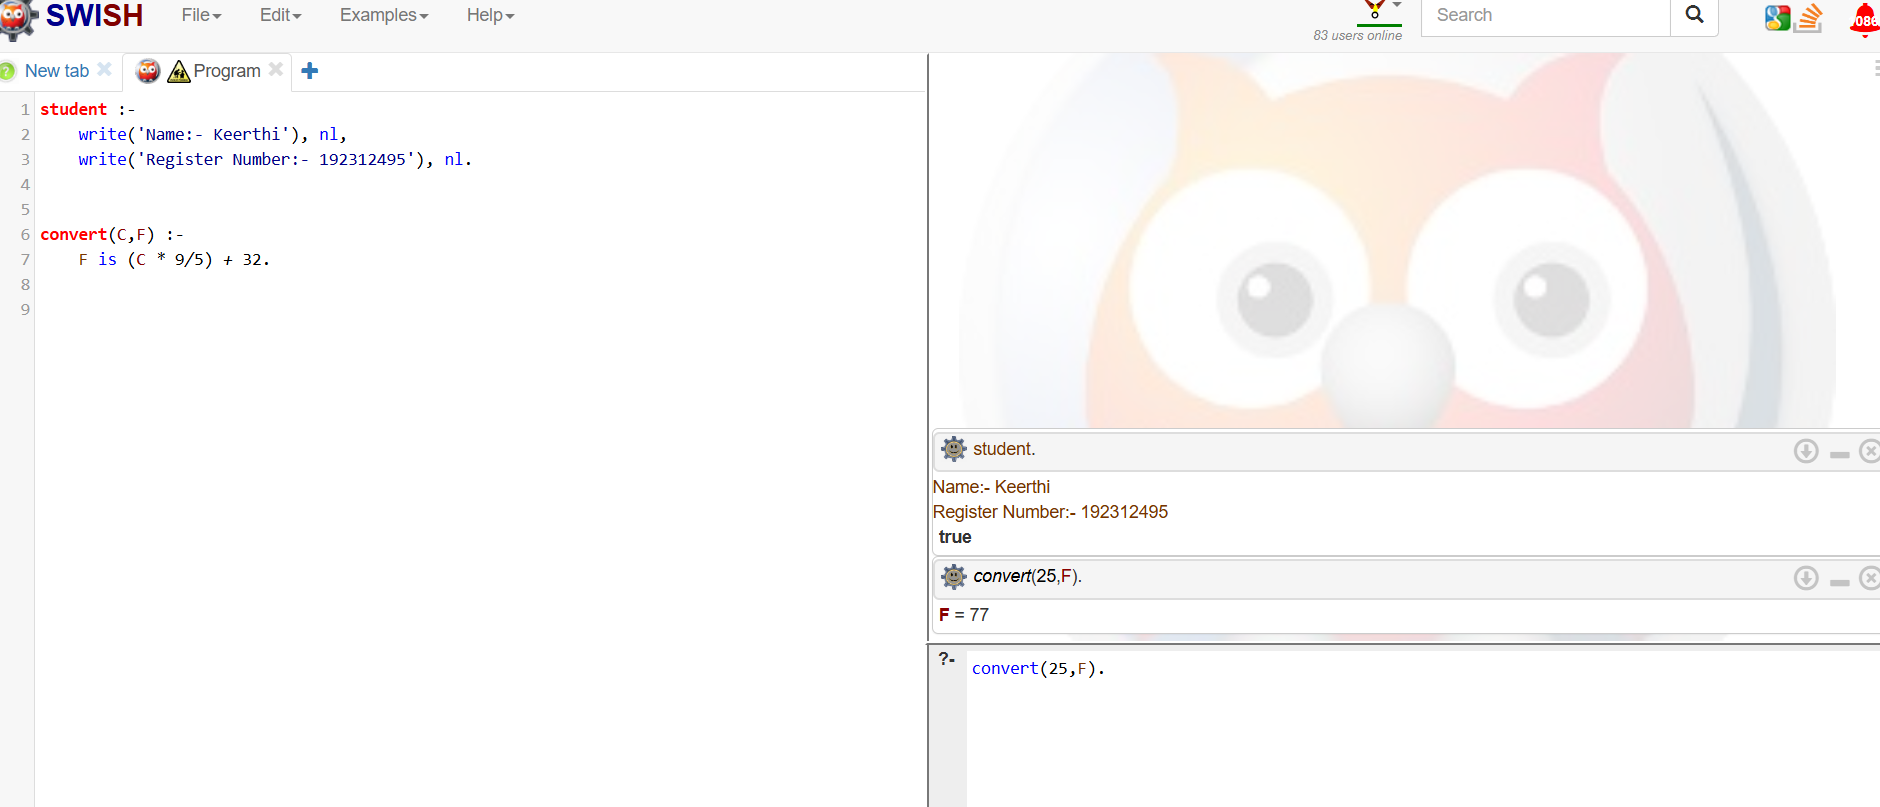 SWISH File Edit Examples Help 83 users online Search
New tab Program
1 student :-
2 write('Name:- Keerthi'), nl,
3 write('Register Number:- 192312495'), nl.
4
5
6 convert(C,F) :-
7 F is (C * 9/5) + 32.
8
9
student.
Name:- Keerthi
Register Number:- 192312495
true
convert(25,F).
F = 77
?- convert(25,F).